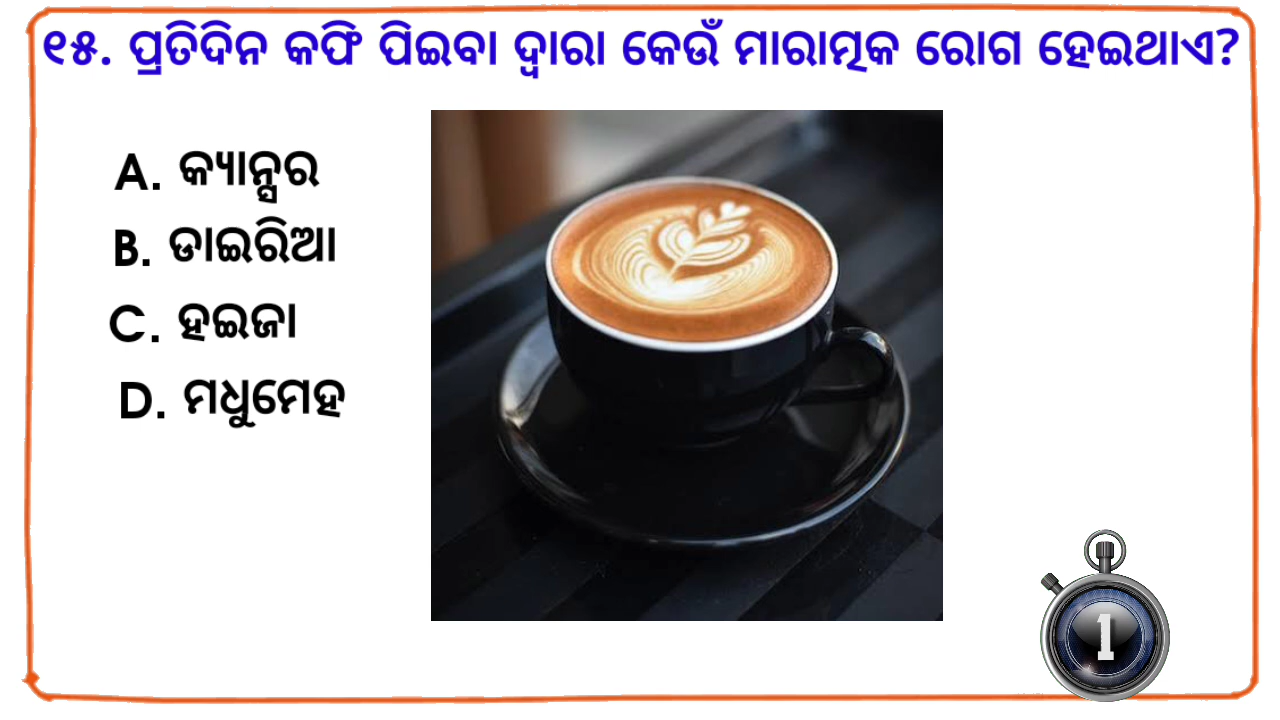 ୧୫. ପ୍ରତିଦିନ କଫି ପିଇବା ଦ୍ୱାରା କେଉଁ ମାରାତ୍ମକ ରୋଗ ହେଇଥାଏ?
A. କ୍ୟାନ୍ସର
B. ଡାଇରିଆ
C. ହଇଜା
D. ମଧୁମେହ
1